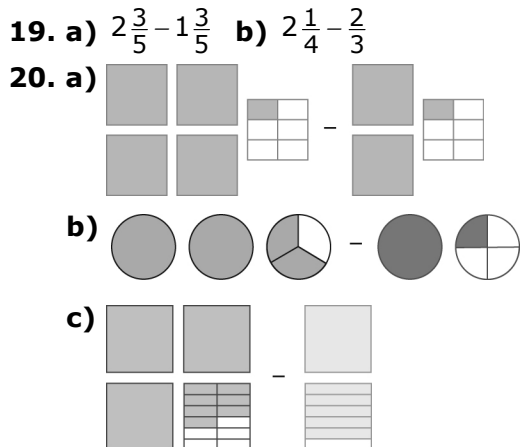 19. a) 2 3/5 – 1 3/5 b) 2 1/4 – 2/3
20. a) –
b) –
c) –